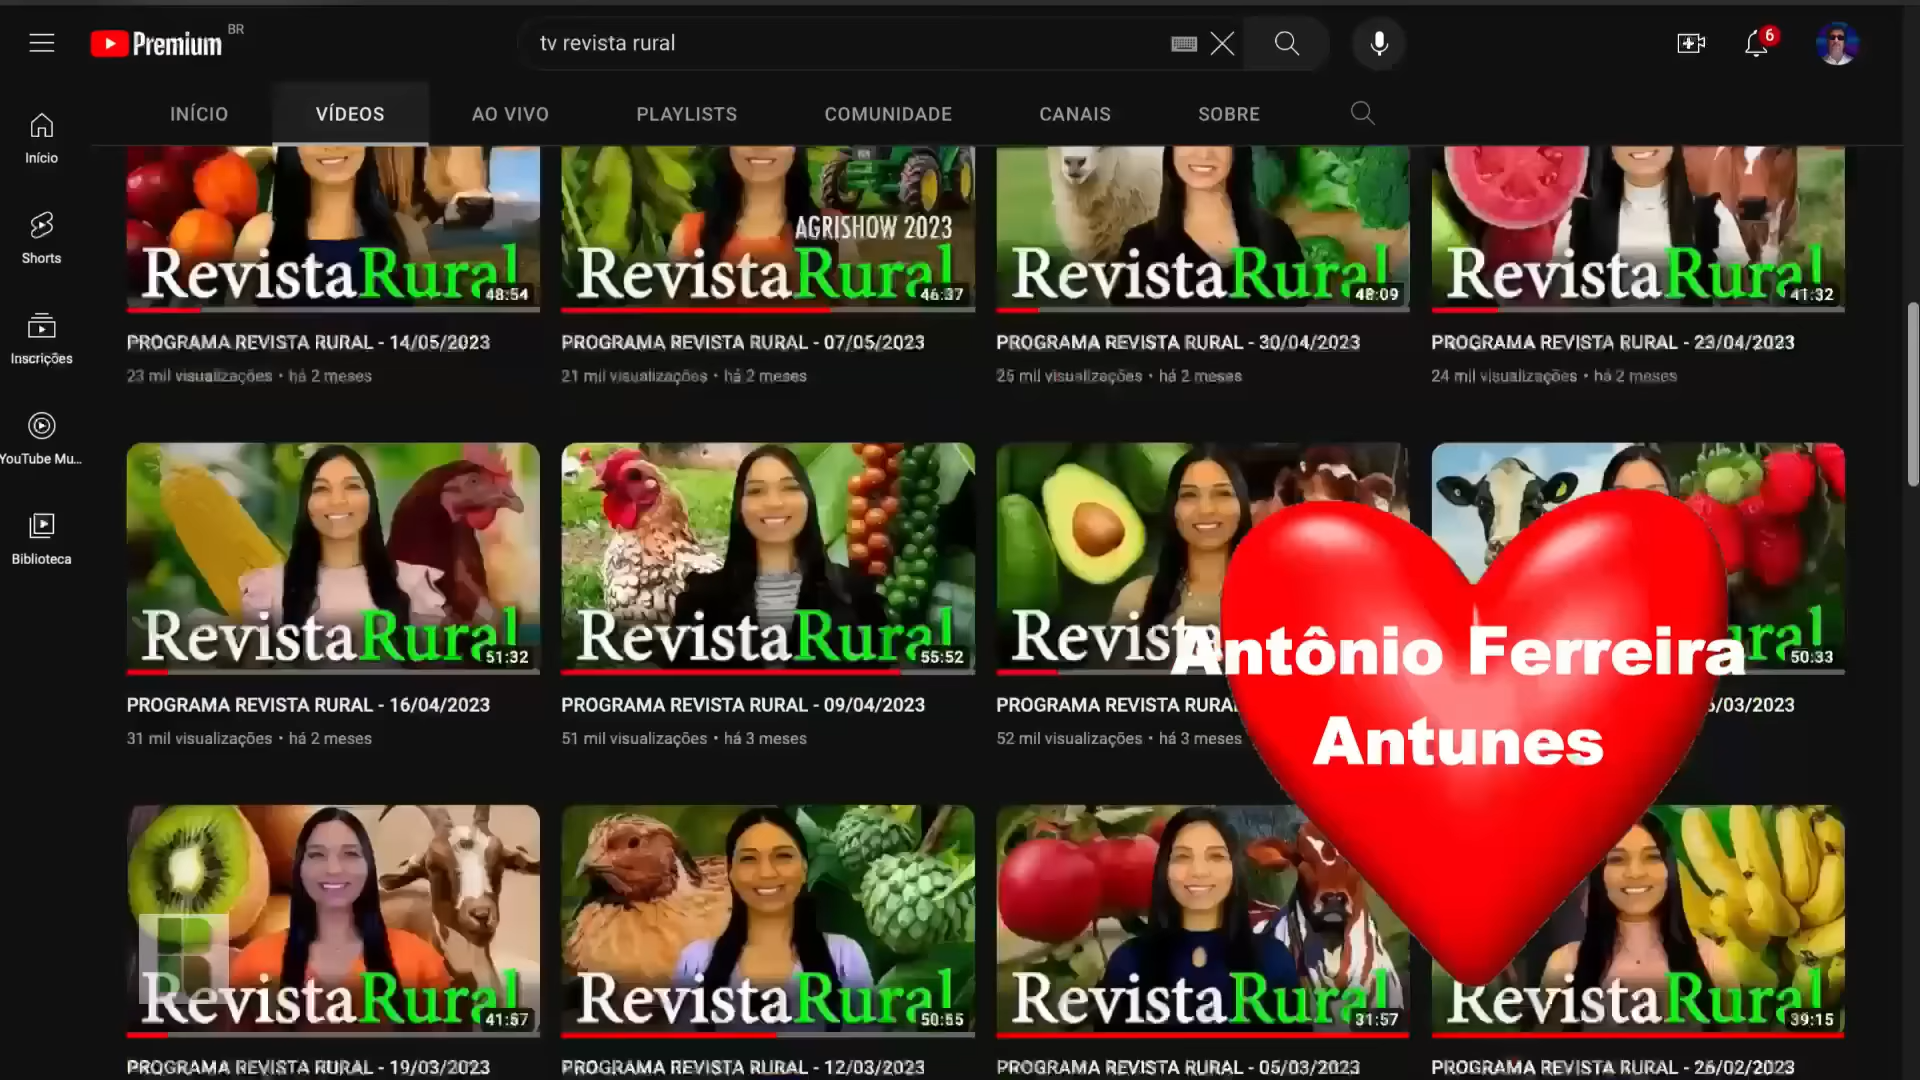 Premium BR
tv revista rural
6
INÍCIO VÍDEOS AO VIVO PLAYLISTS COMUNIDADE CANAIS SOBRE
Início
Shorts
Inscrições
YouTube Mu...
Biblioteca
RevistaRural
48:54
AGRISHOW 2023
RevistaRural
46:37
RevistaRural
48:09
RevistaRural
41:32
PROGRAMA REVISTA RURAL - 14/05/2023
23 mil visualizações • há 2 meses
PROGRAMA REVISTA RURAL - 07/05/2023
21 mil visualizações • há 2 meses
PROGRAMA REVISTA RURAL - 30/04/2023
25 mil visualizações • há 2 meses
PROGRAMA REVISTA RURAL - 23/04/2023
24 mil visualizações • há 2 meses
RevistaRural
51:32
RevistaRural
55:52
Revista
ral
50:33
Antônio Ferreira
Antunes
PROGRAMA REVISTA RURAL - 16/04/2023
31 mil visualizações • há 2 meses
PROGRAMA REVISTA RURAL - 09/04/2023
51 mil visualizações • há 3 meses
PROGRAMA REVISTA RURAL
52 mil visualizações • há 3 meses
/03/2023
RevistaRural
41:57
RevistaRural
50:55
RevistaRural
31:57
RevistaRural
39:15
PROGRAMA REVISTA RURAL - 19/03/2023
PROGRAMA REVISTA RURAL - 12/03/2023
PROGRAMA REVISTA RURAL - 05/03/2023
PROGRAMA REVISTA RURAL - 26/02/2023